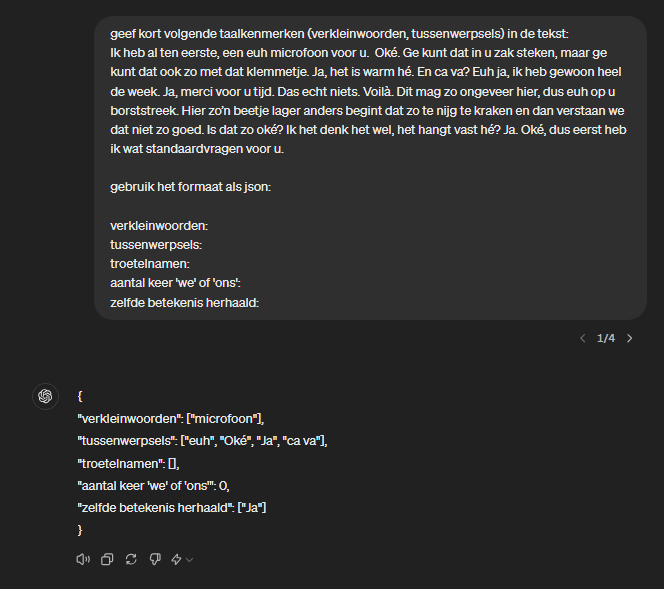 geef kort volgende taalkenmerken (verkleinwoorden, tussenwerpsels) in de tekst:
Ik heb al ten eerste, een euh microfoon voor u.  Oké. Ge kunt dat in u zak steken, maar ge
kunt dat ook zo met dat klemmetje. Ja, het is warm hé. En ca va? Euh ja, ik heb gewoon heel
de week. Ja, merci voor u tijd. Das echt niets. Voilà. Dit mag zo ongeveer hier, dus euh op u
borststreek. Hier zo'n beetje lager anders begint dat zo te nijg te kraken en dan verstaan we
dat niet zo goed. Is dat zo oké? Ik het denk het wel, het hangt vast hé? Ja. Oké, dus eerst heb
ik wat standaardvragen voor u.
gebruik het formaat als json:
verkleinwoorden:
tussenwerpsels:
troetelnamen:
aantal keer 'we' of 'ons':
zelfde betekenis herhaald:
1/4
{
"verkleinwoorden": ["microfoon"],
"tussenwerpsels": ["euh", "Oké", "Ja", "ca va"],
"troetelnamen": [],
"aantal keer 'we' of 'ons'": 0,
"zelfde betekenis herhaald": ["Ja"]
}